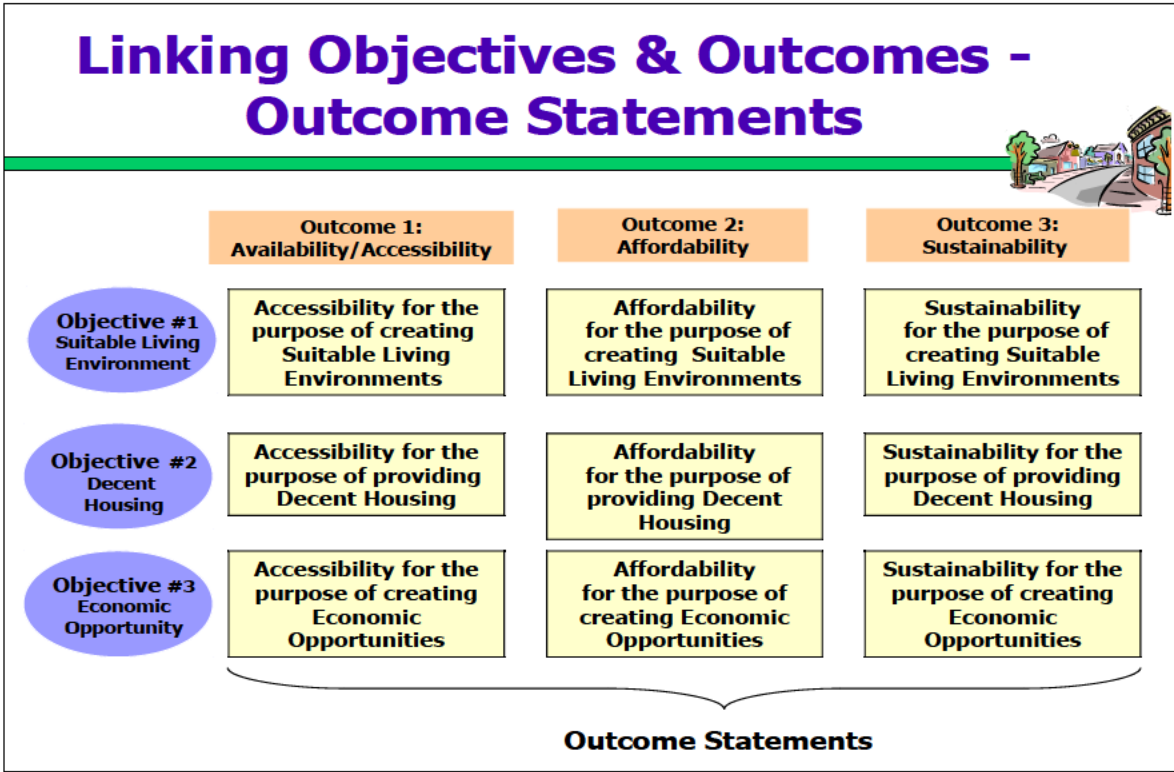 Linking Objectives & Outcomes -
Outcome Statements
Outcome 1:
Availability/Accessibility
Outcome 2:
Affordability
Outcome 3:
Sustainability
Objective #1
Suitable Living
Environment
Accessibility for the
purpose of creating
Suitable Living
Environments
Affordability
for the purpose of
creating Suitable
Living Environments
Sustainability
for the purpose of
creating Suitable
Living Environments
Objective #2
Decent
Housing
Accessibility for the
purpose of providing
Decent Housing
Affordability
for the purpose of
providing Decent
Housing
Sustainability for the
purpose of providing
Decent Housing
Objective #3
Economic
Opportunity
Accessibility for the
purpose of creating
Economic
Opportunities
Affordability
for the purpose of
creating Economic
Opportunities
Sustainability for the
purpose of creating
Economic
Opportunities
Outcome Statements